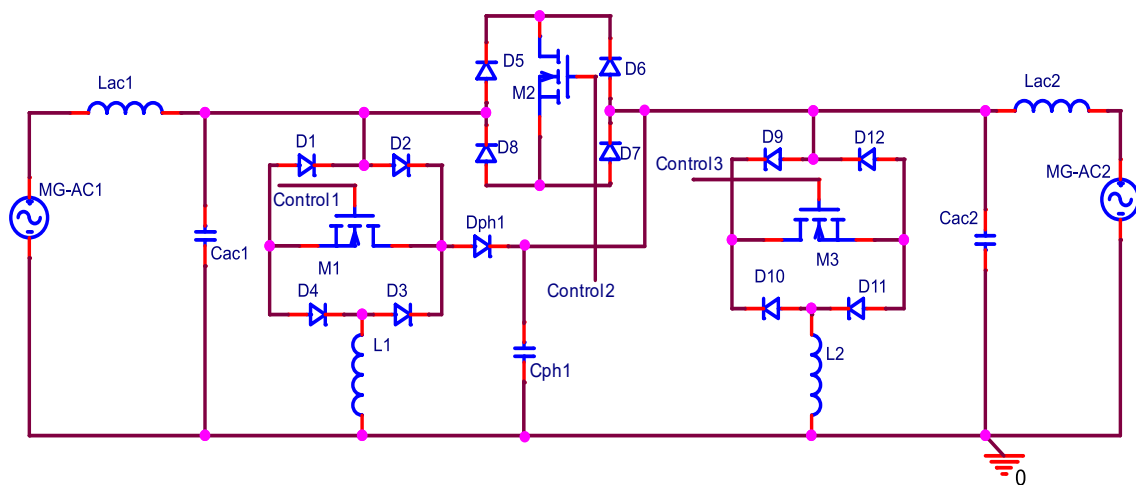 D5
D6
Lac1
M2
Lac2
D1
D2
D8
D7
D9
D12
Control3
MG-AC1
Control1
MG-AC2
Cac1
Dph1
Cac2
M1
M3
D4
D3
Control2
D10
D11
L1
Cph1
L2
0